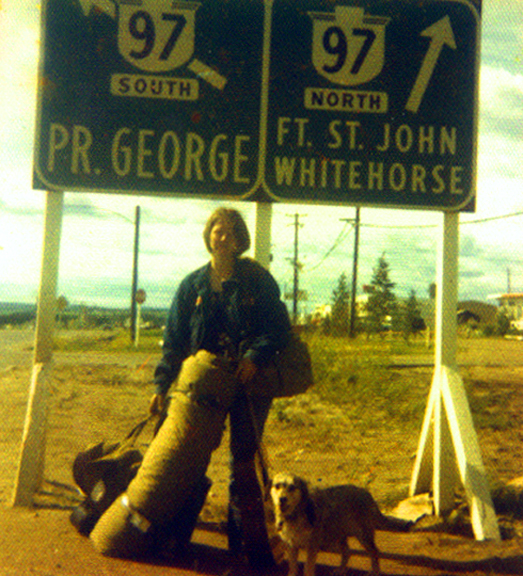 97
SOUTH
PR. GEORGE
97
NORTH
FT. ST. JOHN
WHITEHORSE